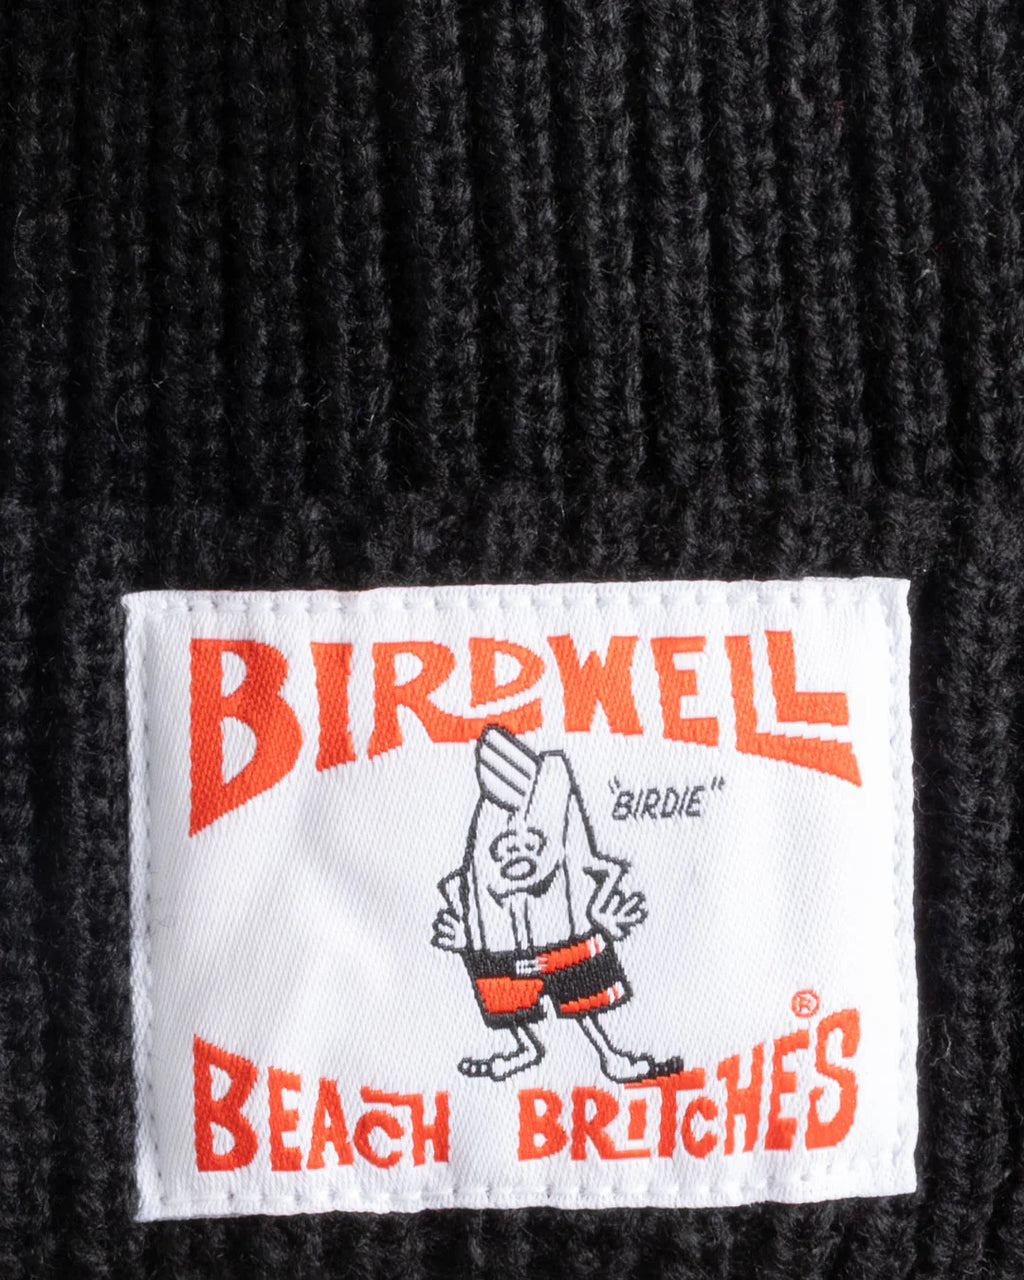 BIRDWELL
"BIRDIE"
®
BEACH BRITCHES